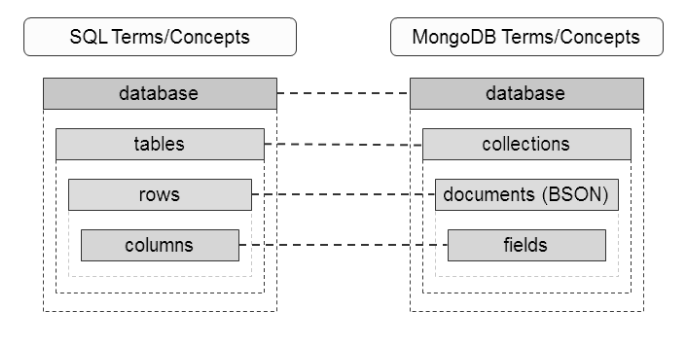 SQL Terms/Concepts
MongoDB Terms/Concepts
database
database
tables
collections
rows
documents (BSON)
columns
fields